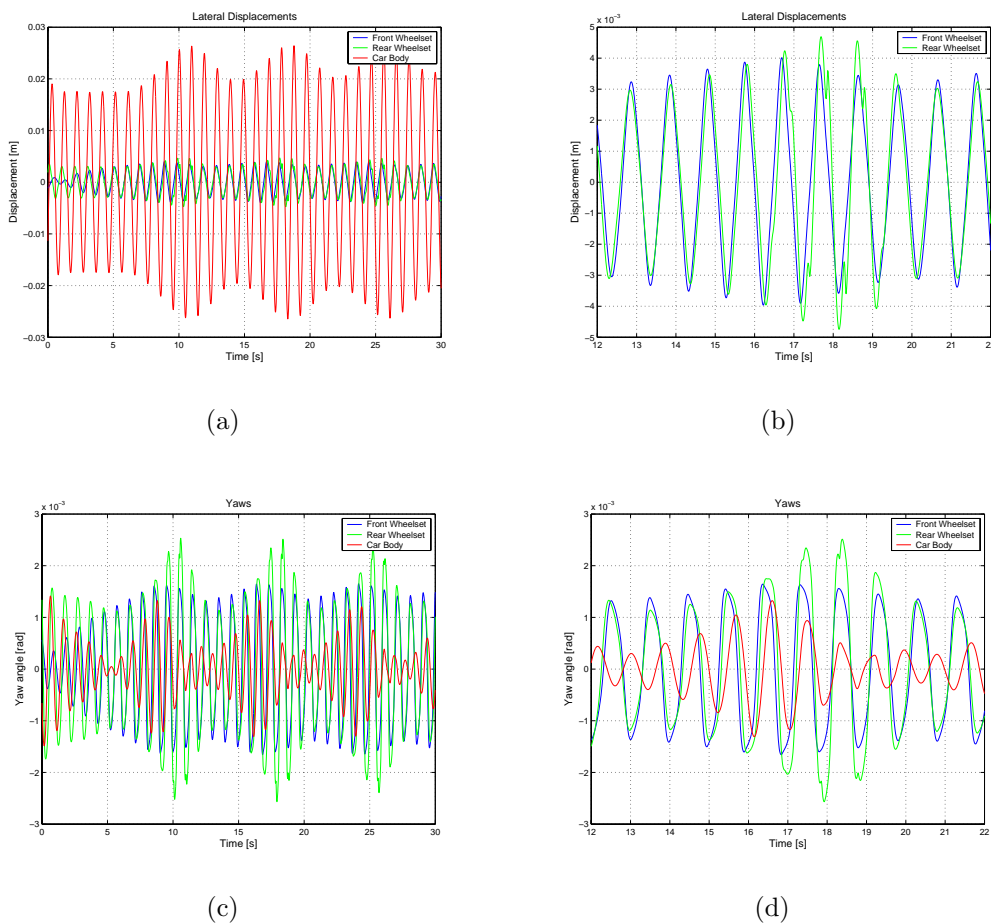 Lateral Displacements
Front Wheelset
Rear Wheelset
Car Body
Displacement [m]
0.03
0.02
0.01
0
−0.01
−0.02
−0.03
0 5 10 15 20 25 30
Time [s]
(a)
Lateral Displacements
x 10⁻³
Front Wheelset
Rear Wheelset
Displacement [m]
5
4
3
2
1
0
−1
−2
−3
−4
−5
12 13 14 15 16 17 18 19 20 21 22
Time [s]
(b)
Yaws
x 10⁻³
Front Wheelset
Rear Wheelset
Car Body
Yaw angle [rad]
3
2
1
0
−1
−2
−3
0 5 10 15 20 25 30
Time [s]
(c)
Yaws
x 10⁻³
Front Wheelset
Rear Wheelset
Car Body
Yaw angle [rad]
3
2
1
0
−1
−2
−3
12 13 14 15 16 17 18 19 20 21 22
Time [s]
(d)